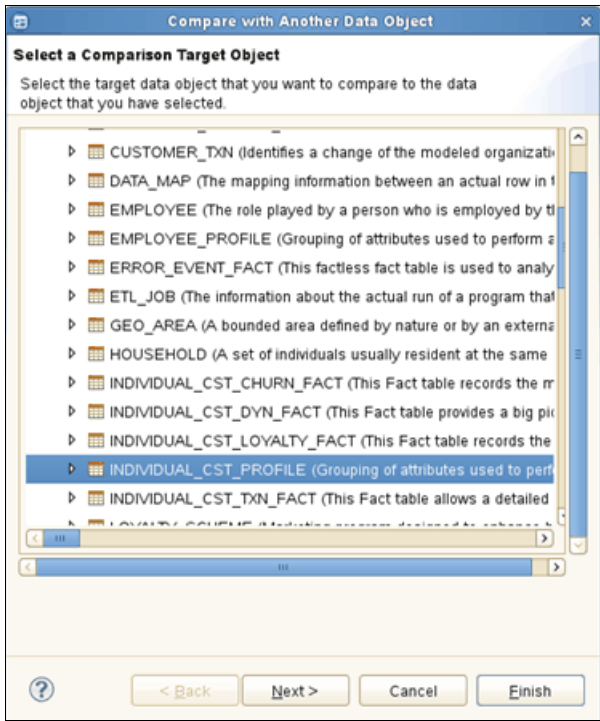 Compare with Another Data Object
Select a Comparison Target Object
Select the target data object that you want to compare to the data
object that you have selected.
CUSTOMER_TXN (Identifies a change of the modeled organizati
DATA_MAP (The mapping information between an actual row in t
EMPLOYEE (The role played by a person who is employed by th
EMPLOYEE_PROFILE (Grouping of attributes used to perform a
ERROR_EVENT_FACT (This factless fact table is used to analy
ETL_JOB (The information about the actual run of a program that
GEO_AREA (A bounded area defined by nature or by an externa
HOUSEHOLD (A set of individuals usually resident at the same
INDIVIDUAL_CST_CHURN_FACT (This Fact table records the m
INDIVIDUAL_CST_DYN_FACT (This Fact table provides a big pic
INDIVIDUAL_CST_LOYALTY_FACT (This Fact table records the
INDIVIDUAL_CST_PROFILE (Grouping of attributes used to perf
INDIVIDUAL_CST_TXN_FACT (This Fact table allows a detailed
LOYALTY_SCHEME (Marketing program designed to enhance b
< Back
Next >
Cancel
Finish